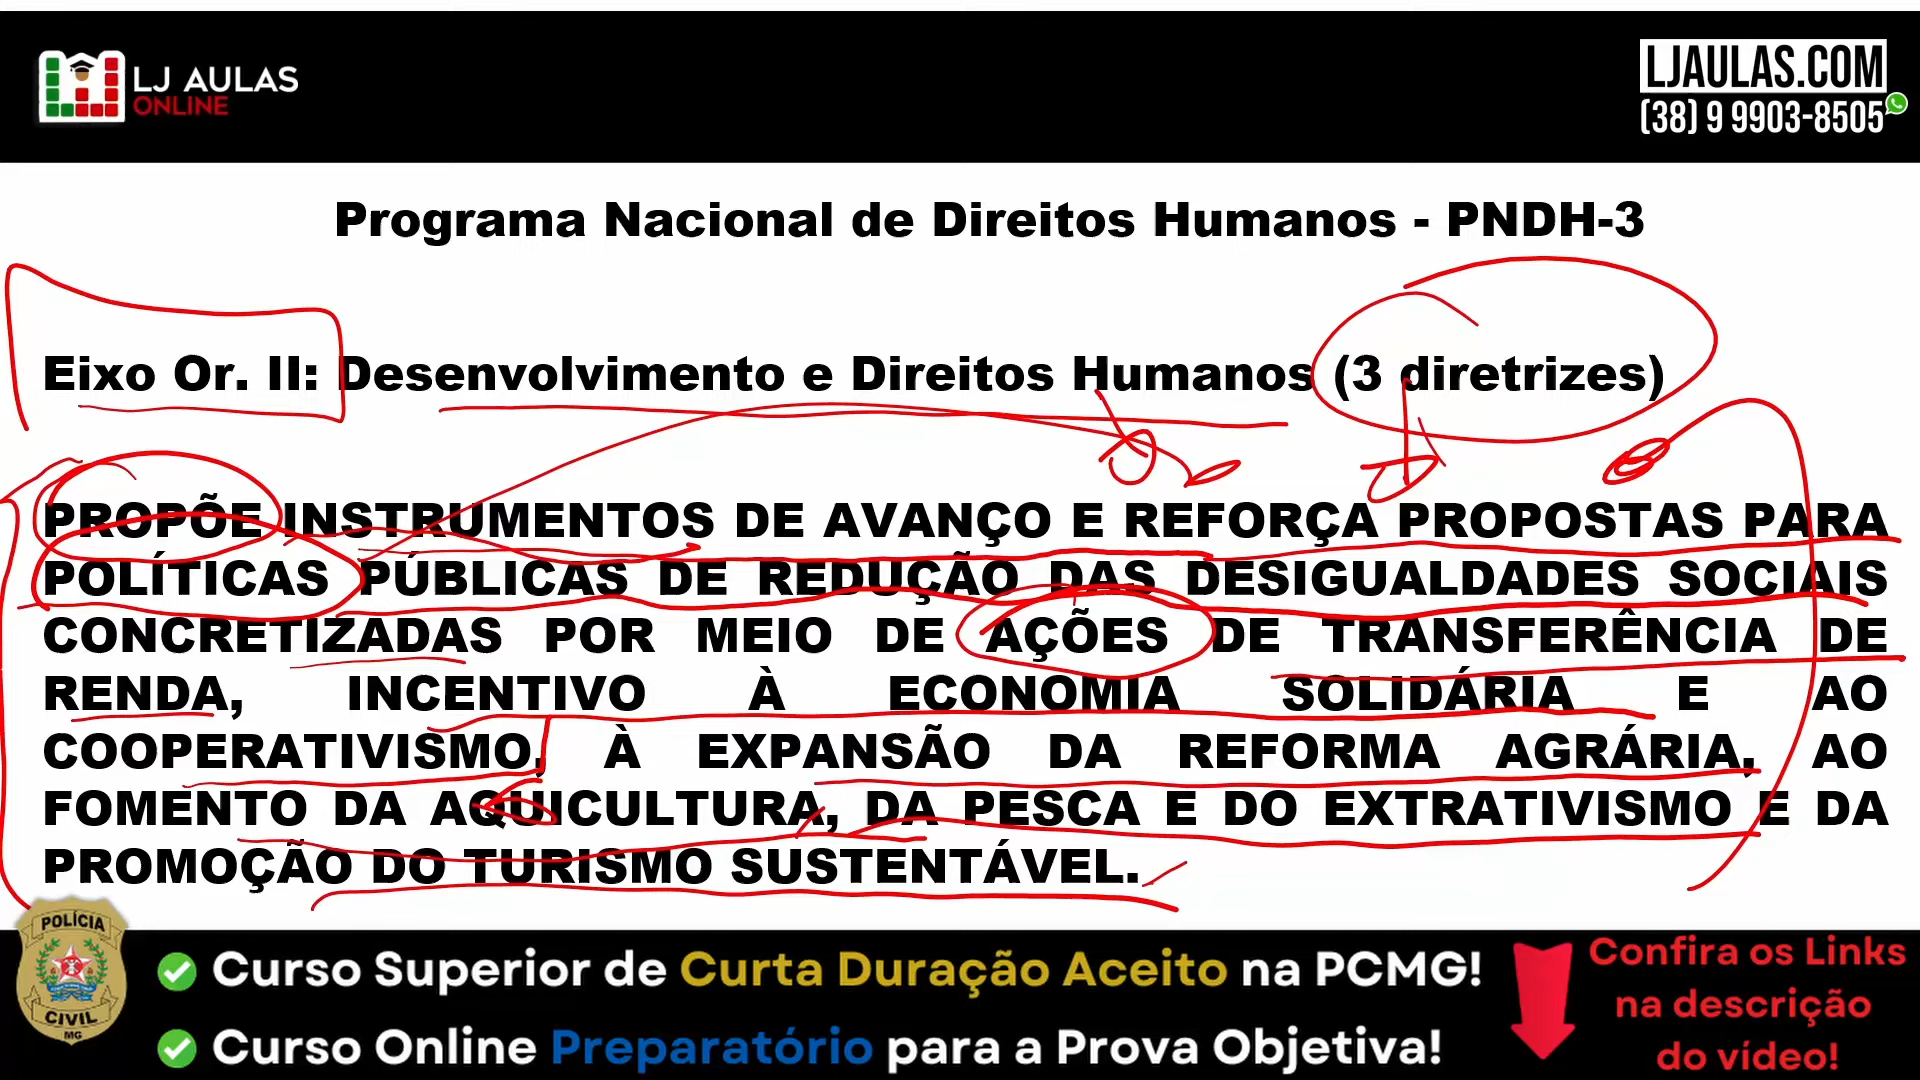 LJ AULAS
ONLINE
LJAULAS.COM
(38) 9 9903-8505
Programa Nacional de Direitos Humanos - PNDH-3
Eixo Or. II: Desenvolvimento e Direitos Humanos (3 diretrizes)
PROPÕE INSTRUMENTOS DE AVANÇO E REFORÇA PROPOSTAS PARA
POLÍTICAS PÚBLICAS DE REDUÇÃO DAS DESIGUALDADES SOCIAIS
CONCRETIZADAS POR MEIO DE AÇÕES DE TRANSFERÊNCIA DE
RENDA, INCENTIVO À ECONOMIA SOLIDÁRIA E AO
COOPERATIVISMO, À EXPANSÃO DA REFORMA AGRÁRIA, AO
FOMENTO DA AQUICULTURA, DA PESCA E DO EXTRATIVISMO E DA
PROMOÇÃO DO TURISMO SUSTENTÁVEL.
POLÍCIA
CIVIL
MG
Curso Superior de Curta Duração Aceito na PCMG!
Curso Online Preparatório para a Prova Objetiva!
Confira os Links
na descrição
do vídeo!